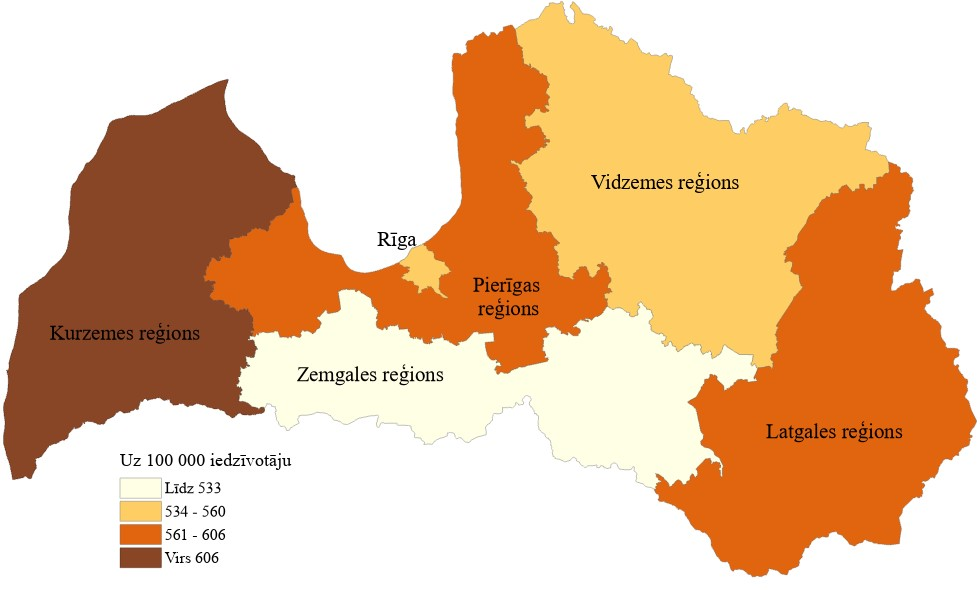 Vidzemes reģions
Rīga
Pierīgas
reģions
Kurzemes reģions
Zemgales reģions
Latgales reģions
Uz 100 000 iedzīvotāju
Līdz 533
534 - 560
561 - 606
Virs 606